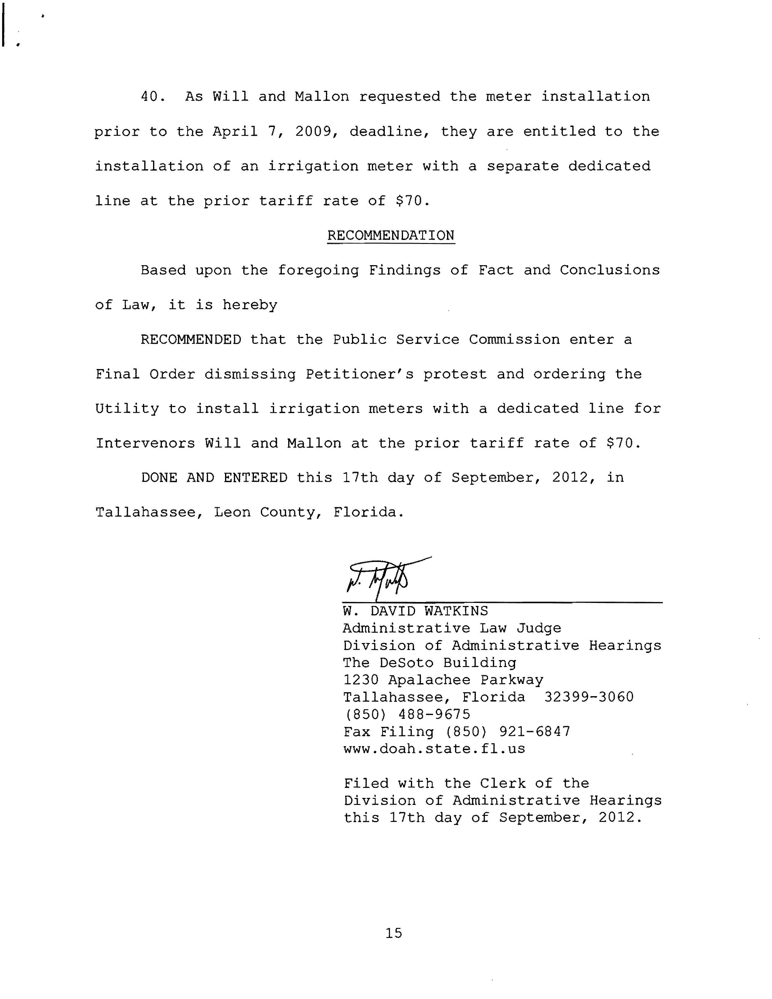 40. As Will and Mallon requested the meter installation
prior to the April 7, 2009, deadline, they are entitled to the
installation of an irrigation meter with a separate dedicated
line at the prior tariff rate of $70.
RECOMMENDATION
Based upon the foregoing Findings of Fact and Conclusions
of Law, it is hereby
RECOMMENDED that the Public Service Commission enter a
Final Order dismissing Petitioner's protest and ordering the
Utility to install irrigation meters with a dedicated line for
Intervenors Will and Mallon at the prior tariff rate of $70.
DONE AND ENTERED this 17th day of September, 2012, in
Tallahassee, Leon County, Florida.
W. DAVID WATKINS
Administrative Law Judge
Division of Administrative Hearings
The DeSoto Building
1230 Apalachee Parkway
Tallahassee, Florida 32399-3060
(850) 488-9675
Fax Filing (850) 921-6847
www.doah.state.fl.us
Filed with the Clerk of the
Division of Administrative Hearings
this 17th day of September, 2012.
15